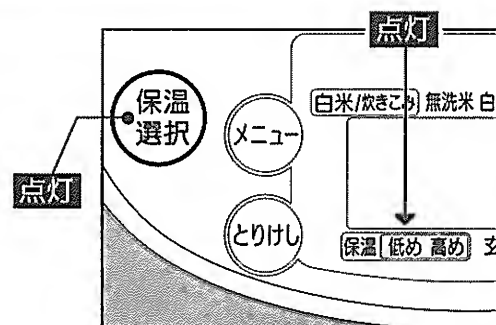 点灯
保温
選択
メニュー
白米/炊きこみ 無洗米 白
点灯
とりけし
保温 低め 高め 玄